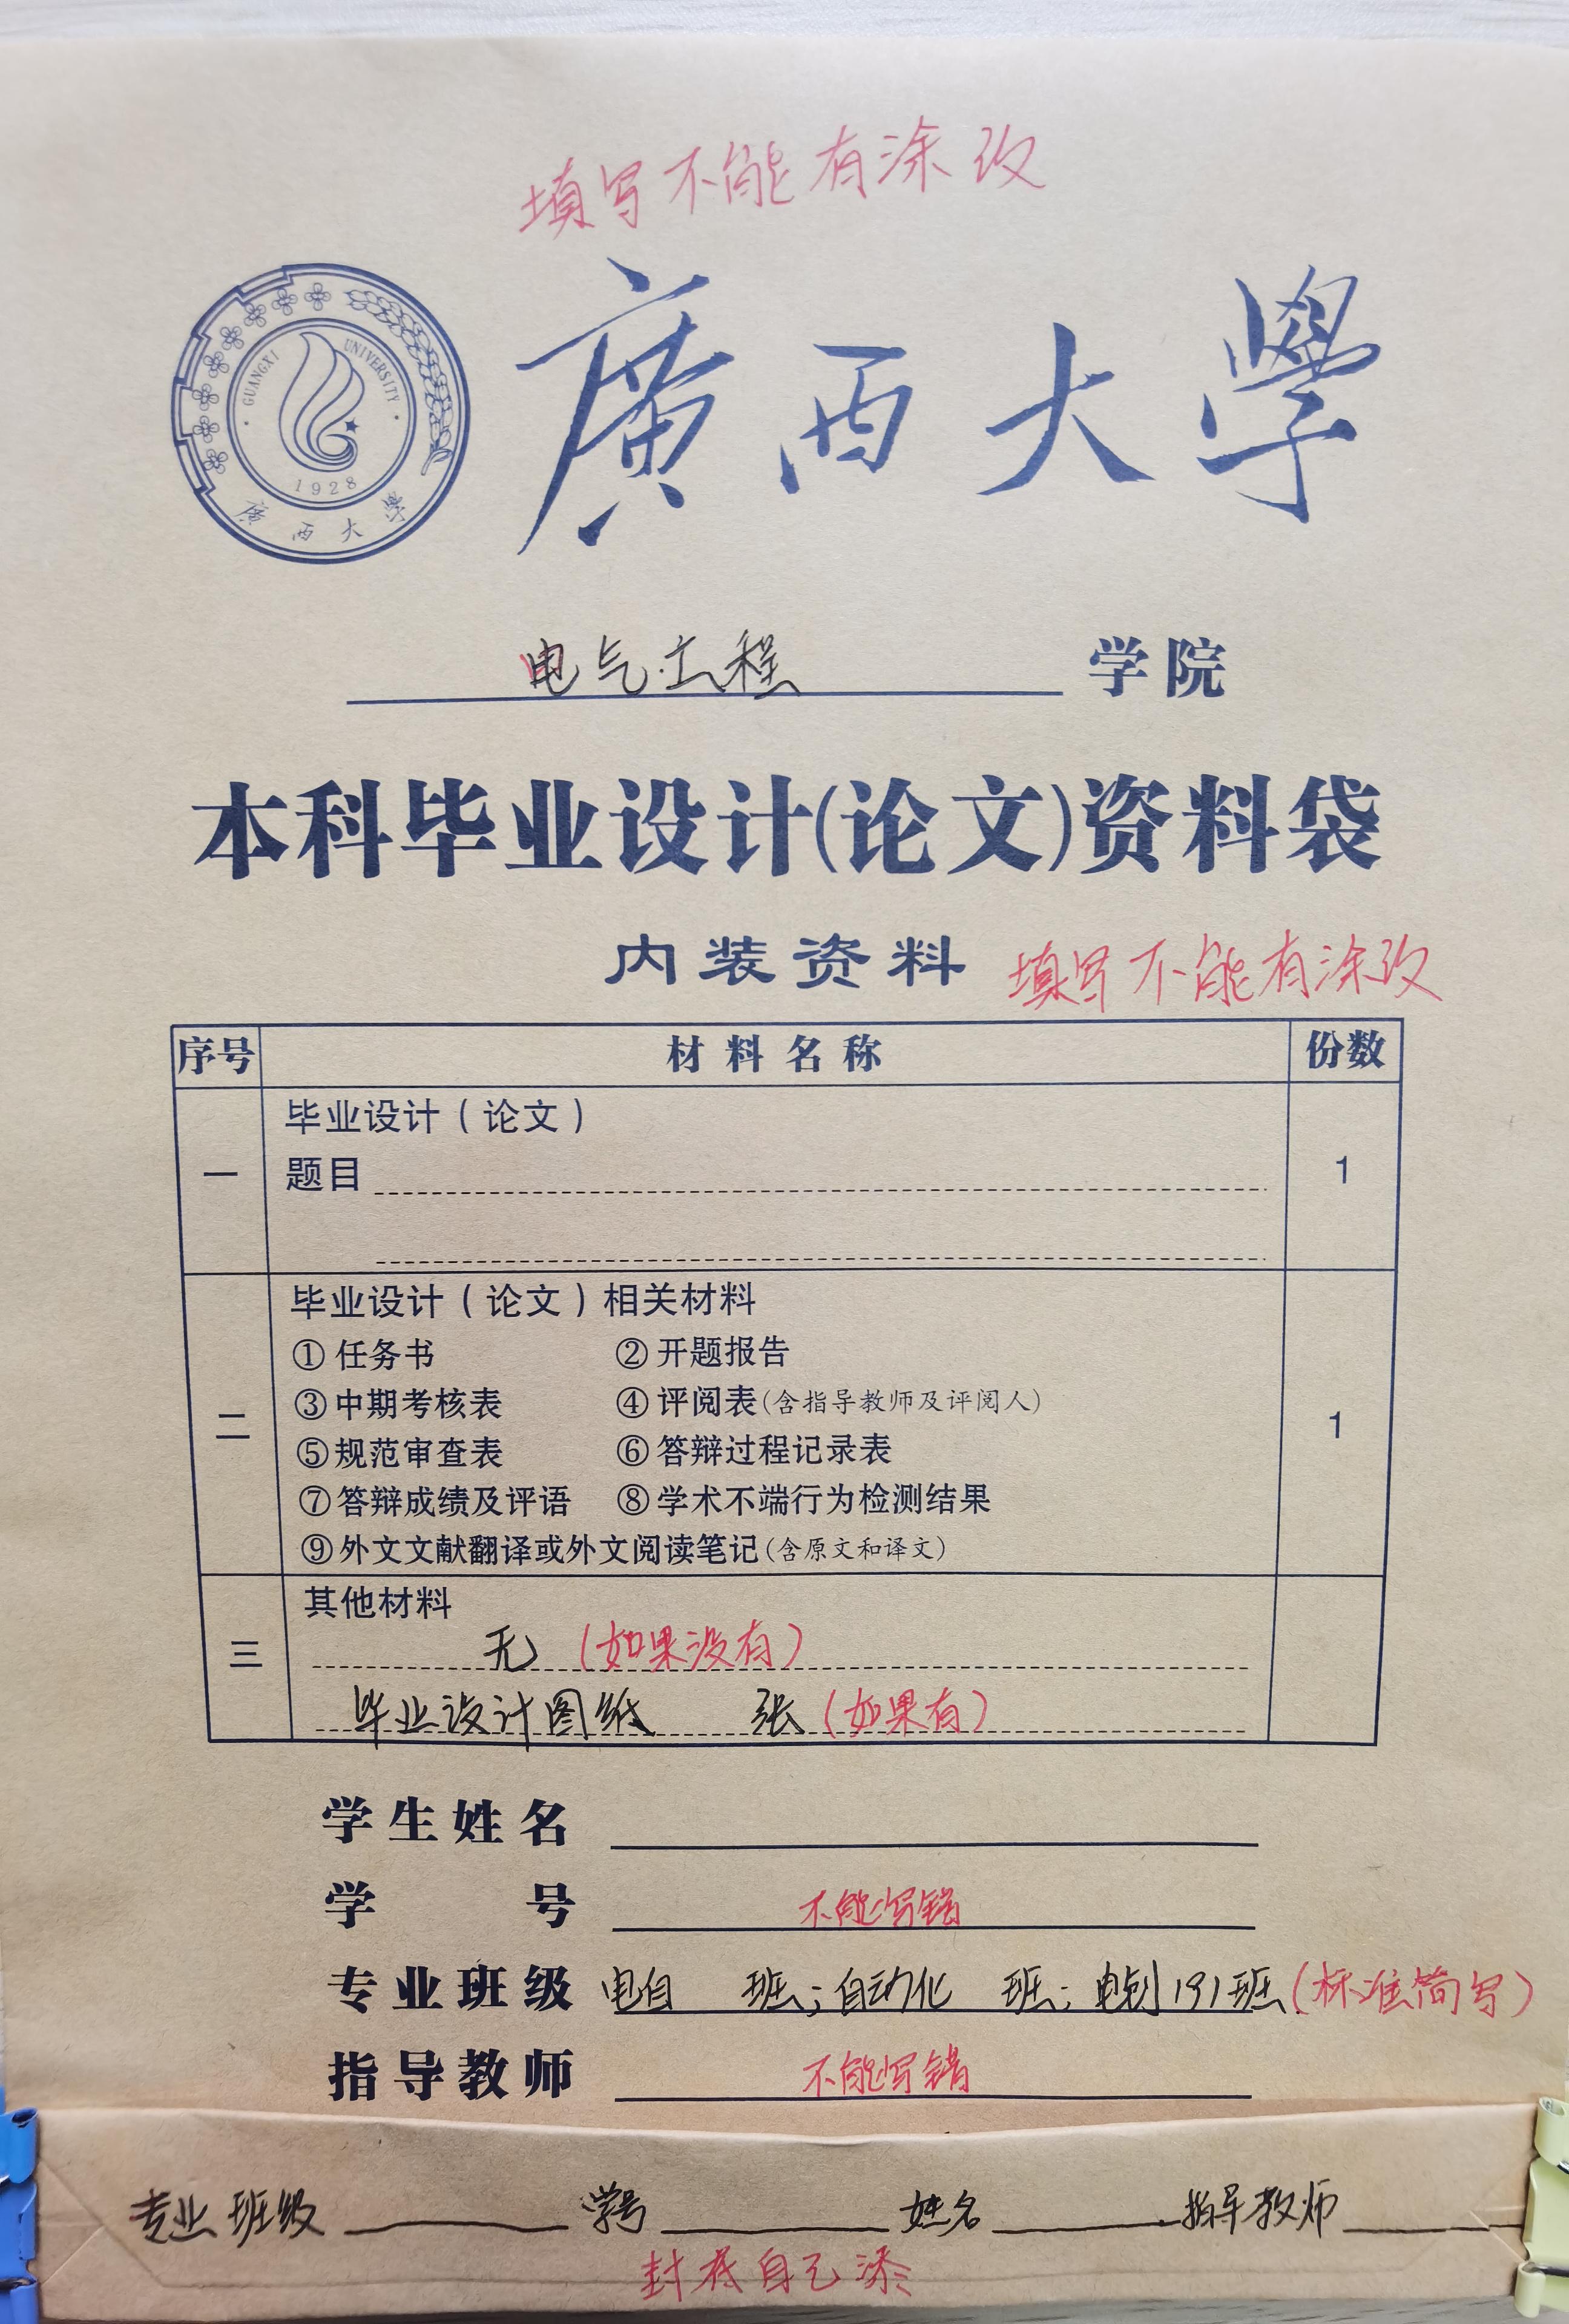 填写不能有涂改
GUANGXI UNIVERSITY
1928
廣西大學
廣西大學
电气工程 学院
本科毕业设计(论文)资料袋
内装资料 填写不能有涂改
序号 材料名称 份数
毕业设计(论文)
一 题目 1
毕业设计(论文)相关材料
①任务书 ②开题报告
③中期考核表 ④评阅表(含指导教师及评阅人)
二 1
⑤规范审查表 ⑥答辩过程记录表
⑦答辩成绩及评语 ⑧学术不端行为检测结果
⑨外文文献翻译或外文阅读笔记(含原文和译文)
其他材料
三 无 (如果没有)
毕业设计图纸 张 (如果有)
学生姓名
学号 不能写错
专业班级 电自 班；自动化 班；电创191班(标准简写)
指导教师 不能写错
专业班级 学号 姓名 指导教师
封底自己添